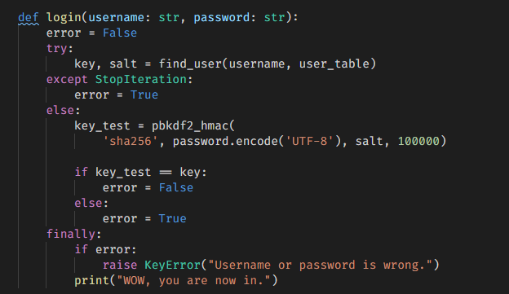 def login(username: str, password: str):
    error = False
    try:
        key, salt = find_user(username, user_table)
    except StopIteration:
        error = True
    else:
        key_test = pbkdf2_hmac(
            'sha256', password.encode('UTF-8'), salt, 100000)

        if key_test == key:
            error = False
        else:
            error = True
    finally:
        if error:
            raise KeyError("Username or password is wrong.")
        print("WOW, you are now in.")